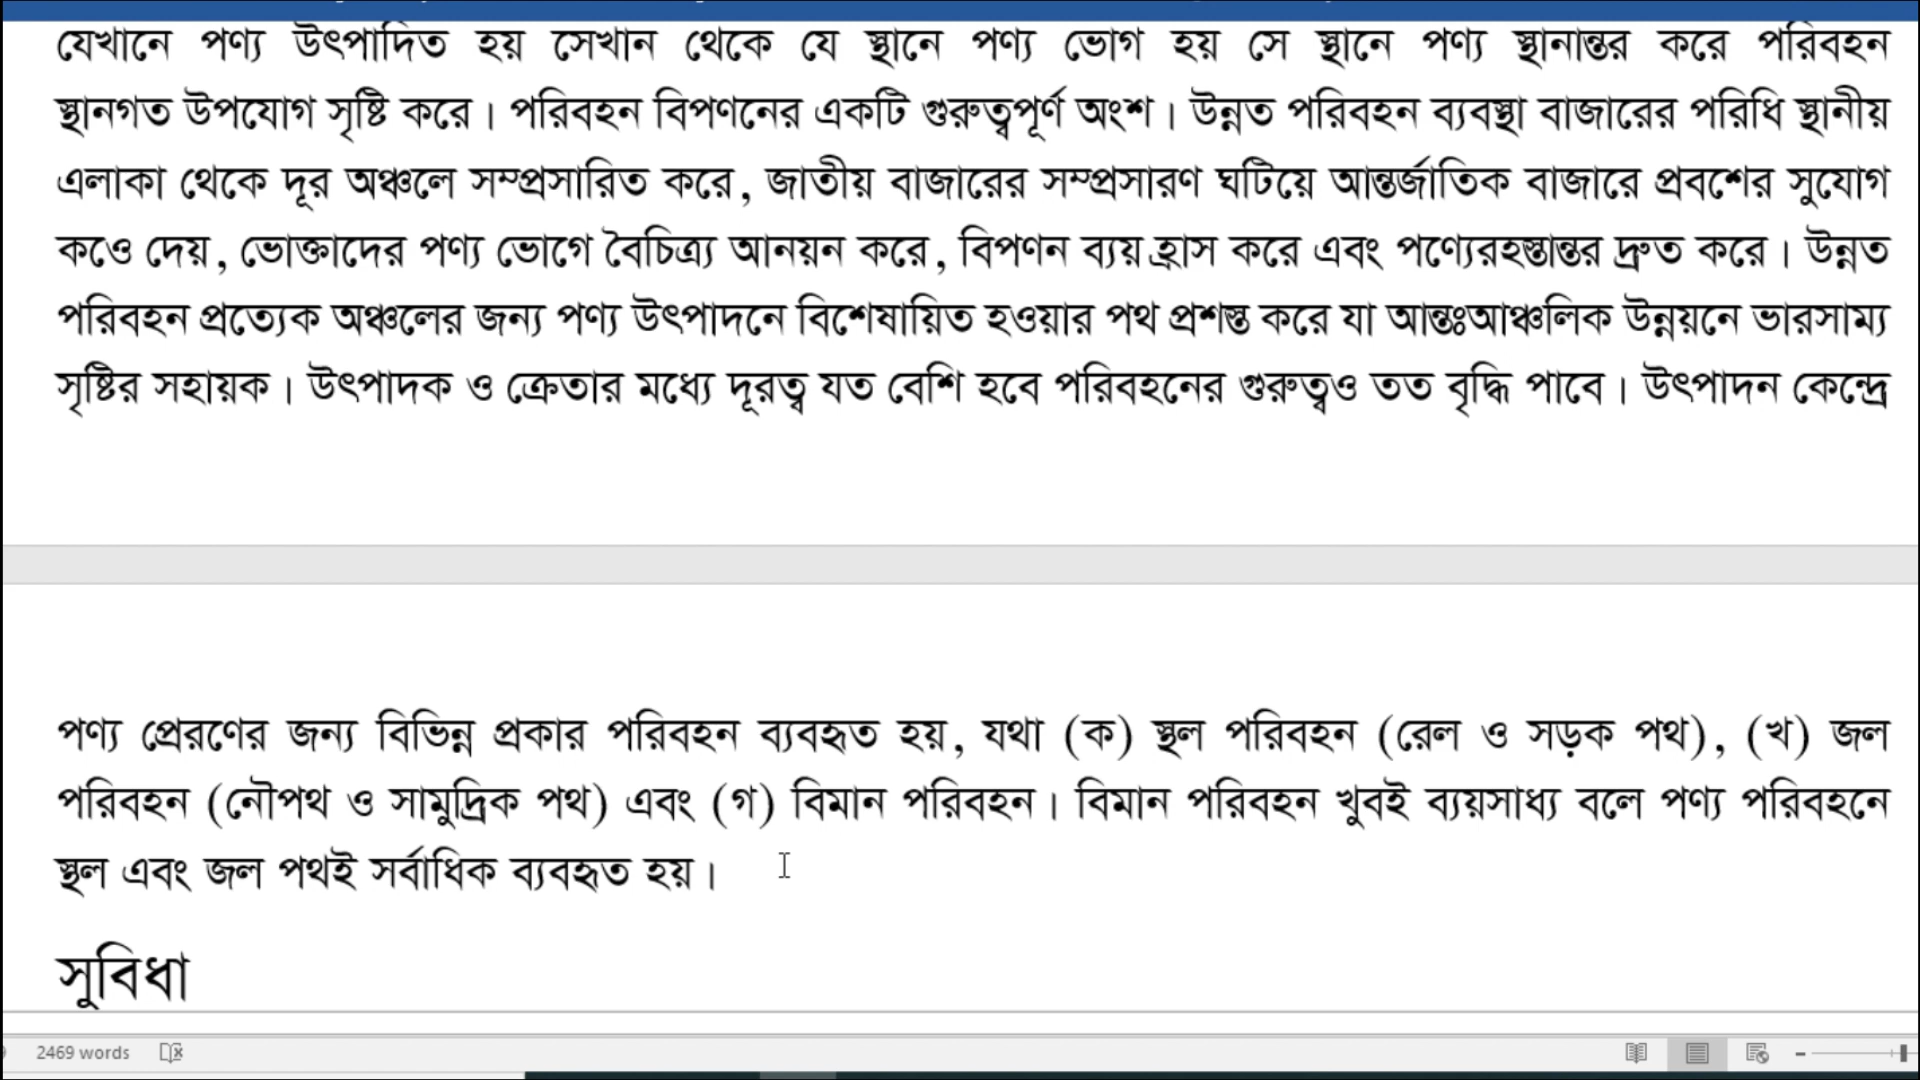 যেখানে পণ্য উৎপাদিত হয় সেখান থেকে যে স্থানে পণ্য ভোগ হয় সে স্থানে পণ্য স্থানান্তর করে পরিবহন
স্থানগত উপযোগ সৃষ্টি করে। পরিবহন বিপণনের একটি গুরুত্বপূর্ণ অংশ। উন্নত পরিবহন ব্যবস্থা বাজারের পরিধি স্থানীয়
এলাকা থেকে দূর অঞ্চলে সম্প্রসারিত করে, জাতীয় বাজারের সম্প্রসারণ ঘটিয়ে আন্তর্জাতিক বাজারে প্রবশের সুযোগ
কওে দেয়, ভোক্তাদের পণ্য ভোগে বৈচিত্র্য আনয়ন করে, বিপণন ব্যয় হ্রাস করে এবং পণ্যেরহস্তান্তর দ্রুত করে। উন্নত
পরিবহন প্রত্যেক অঞ্চলের জন্য পণ্য উৎপাদনে বিশেষায়িত হওয়ার পথ প্রশস্ত করে যা আন্তঃআঞ্চলিক উন্নয়নে ভারসাম্য
সৃষ্টির সহায়ক। উৎপাদক ও ক্রেতার মধ্যে দূরত্ব যত বেশি হবে পরিবহনের গুরুত্বও তত বৃদ্ধি পাবে। উৎপাদন কেন্দ্রে
পণ্য প্রেরণের জন্য বিভিন্ন প্রকার পরিবহন ব্যবহৃত হয়, যথা (ক) স্থল পরিবহন (রেল ও সড়ক পথ), (খ) জল
পরিবহন (নৌপথ ও সামুদ্রিক পথ) এবং (গ) বিমান পরিবহন। বিমান পরিবহন খুবই ব্যয়সাধ্য বলে পণ্য পরিবহনে
স্থল এবং জল পথই সর্বাধিক ব্যবহৃত হয়।
সুবিধা
2469 words